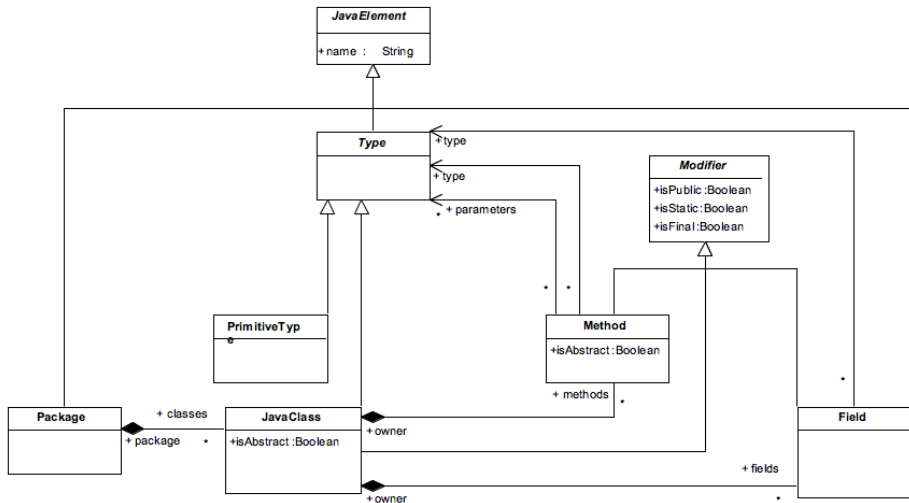 JavaElement
+ name : String
Type
+ type
+ type
+ parameters
*
Modifier
+isPublic :Boolean
+isStatic :Boolean
+isFinal :Boolean
PrimitiveTyp
e
*
*
Method
+isAbstract :Boolean
*
+ methods
*
Package
+ classes
+ package
*
JavaClass
+isAbstract :Boolean
+ owner
+ owner
+ fields
*
Field